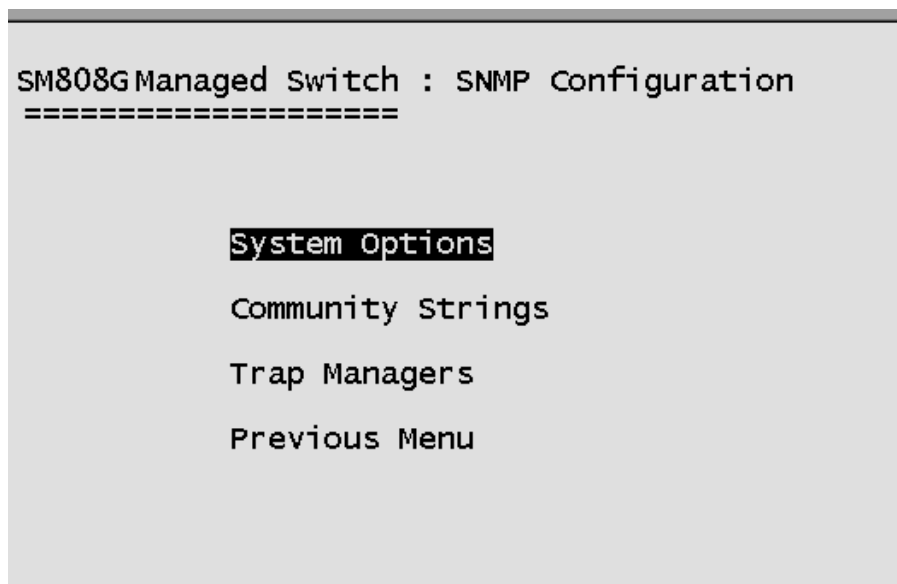 SM808G Managed Switch : SNMP Configuration
====================
System Options
Community Strings
Trap Managers
Previous Menu